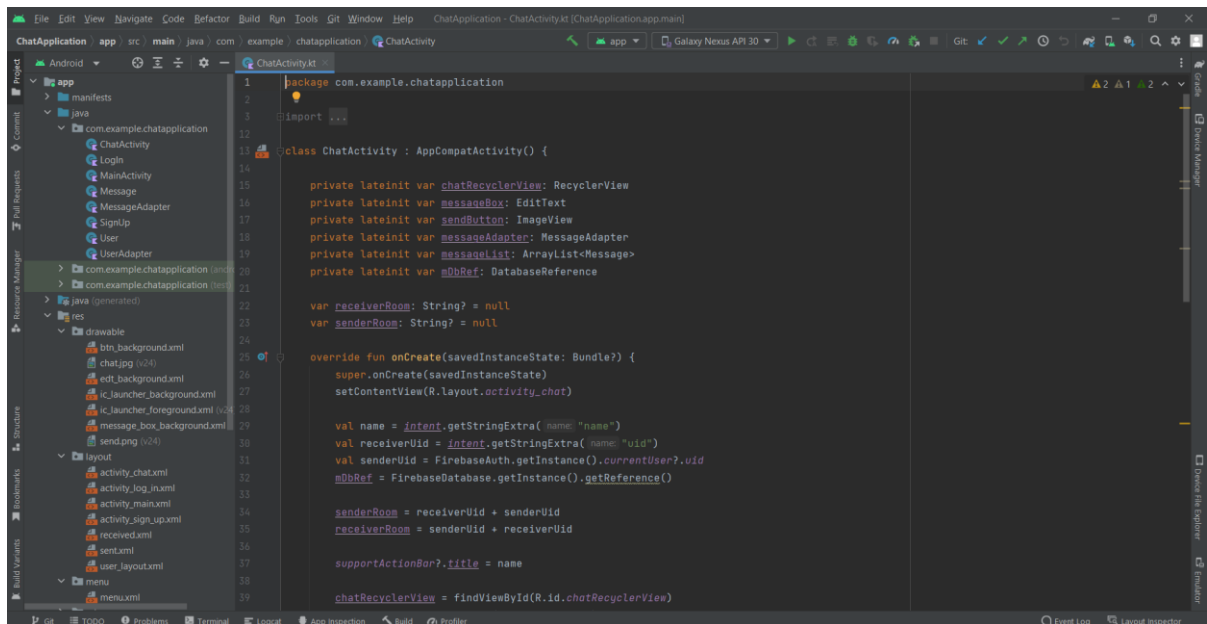 File Edit View Navigate Code Refactor Build Run Tools Git Window Help ChatApplication - ChatActivity.kt [ChatApplication.app.main]
ChatApplication app src main java com example chatapplication ChatActivity app Galaxy Nexus API 30 Git:
Android ChatActivity.kt
Project
Commit
Pull Requests
Resource Manager
Structure
Bookmarks
Build Variants
app
manifests
java
com.example.chatapplication
ChatActivity
LogIn
MainActivity
Message
MessageAdapter
SignUp
User
UserAdapter
com.example.chatapplication (and
com.example.chatapplication (test)
java (generated)
res
drawable
btn_background.xml
chat.jpg (v24)
edt_background.xml
ic_launcher_background.xml
ic_launcher_foreground.xml (v24
message_box_background.xml
send.png (v24)
layout
activity_chat.xml
activity_log_in.xml
activity_main.xml
activity_sign_up.xml
received.xml
sent.xml
user_layout.xml
menu
menu.xml
1 package com.example.chatapplication
2
3 import ...
12
13 class ChatActivity : AppCompatActivity() {
14
15 private lateinit var chatRecyclerView: RecyclerView
16 private lateinit var messageBox: EditText
17 private lateinit var sendButton: ImageView
18 private lateinit var messageAdapter: MessageAdapter
19 private lateinit var messageList: ArrayList<Message>
20 private lateinit var mDbRef: DatabaseReference
21
22 var receiverRoom: String? = null
23 var senderRoom: String? = null
24
25 override fun onCreate(savedInstanceState: Bundle?) {
26 super.onCreate(savedInstanceState)
27 setContentView(R.layout.activity_chat)
28
29 val name = intent.getStringExtra( name: "name")
30 val receiverUid = intent.getStringExtra( name: "uid")
31 val senderUid = FirebaseAuth.getInstance().currentUser?.uid
32 mDbRef = FirebaseDatabase.getInstance().getReference()
33
34 senderRoom = receiverUid + senderUid
35 receiverRoom = senderUid + receiverUid
36
37 supportActionBar?.title = name
38
39 chatRecyclerView = findViewById(R.id.chatRecyclerView)
2 1 2
Gradle
Device Manager
Device File Explorer
Emulator
Git TODO Problems Terminal Logcat App Inspection Build Profiler Event Log Layout Inspector